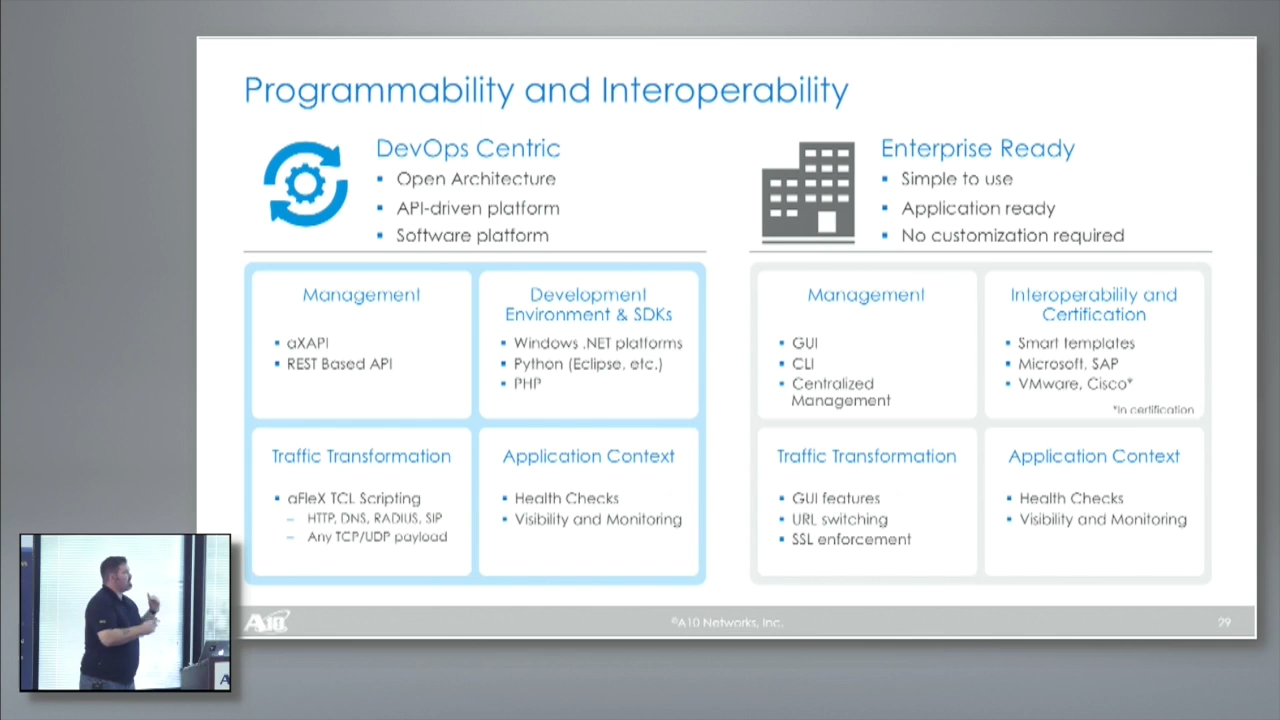 Programmability and Interoperability
DevOps Centric
▪ Open Architecture
▪ API-driven platform
▪ Software platform
Enterprise Ready
▪ Simple to use
▪ Application ready
▪ No customization required
Management
▪ aXAPI
▪ REST Based API
Development
Environment & SDKs
▪ Windows .NET platforms
▪ Python (Eclipse, etc.)
▪ PHP
Traffic Transformation
▪ aFleX TCL Scripting
– HTTP, DNS, RADIUS, SIP
– Any TCP/UDP payload
Application Context
▪ Health Checks
▪ Visibility and Monitoring
Management
▪ GUI
▪ CLI
▪ Centralized
Management
Interoperability and
Certification
▪ Smart templates
▪ Microsoft, SAP
▪ VMware, Cisco*
*In certification
Traffic Transformation
▪ GUI features
▪ URL switching
▪ SSL enforcement
Application Context
▪ Health Checks
▪ Visibility and Monitoring
A10
©A10 Networks, Inc.
29